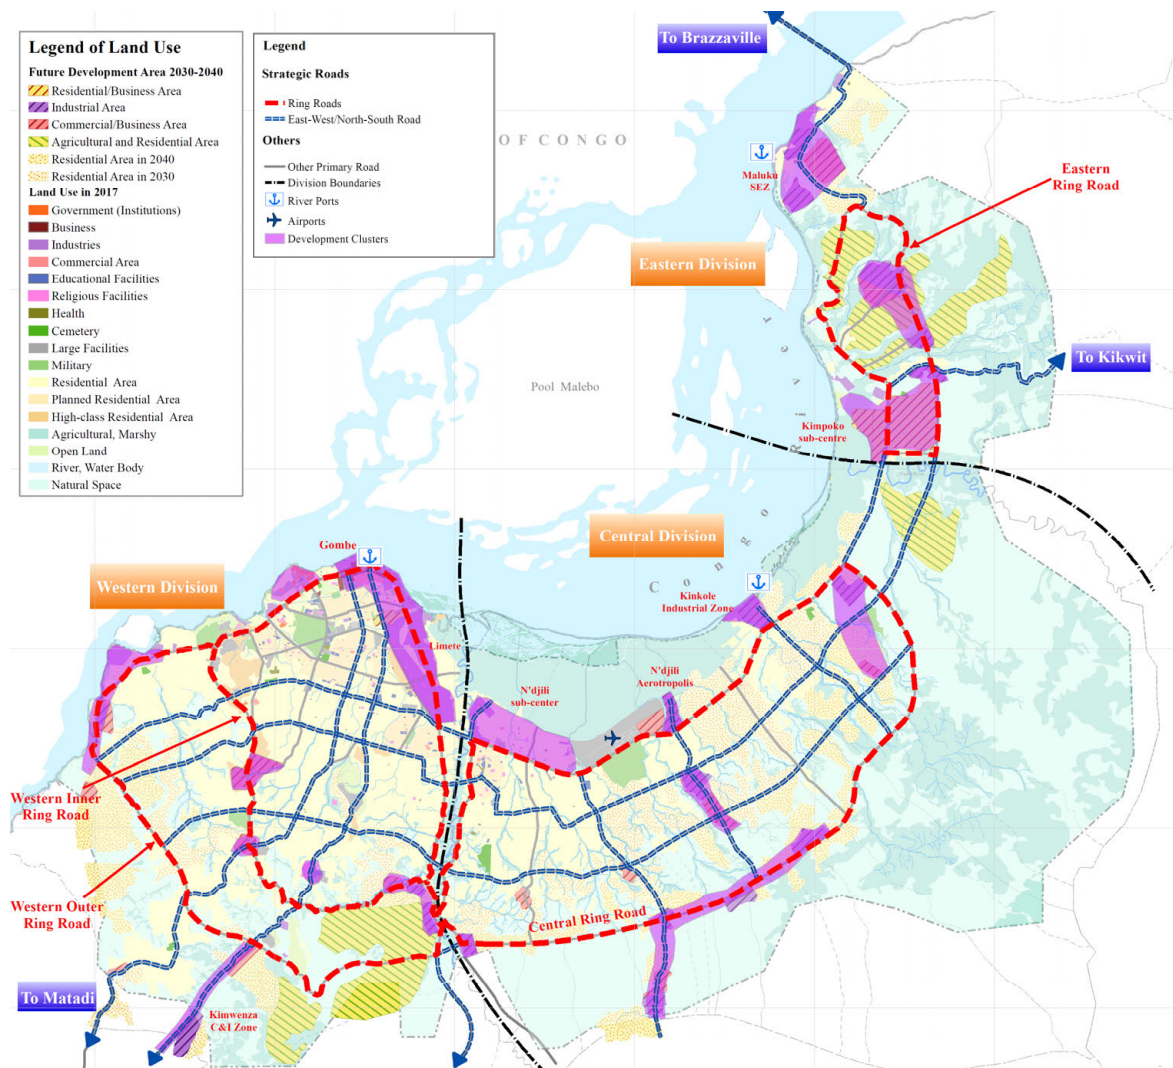 Legend of Land Use
Future Development Area 2030-2040
Residential/Business Area
Industrial Area
Commercial/Business Area
Agricultural and Residential Area
Residential Area in 2040
Residential Area in 2030
Land Use in 2017
Government (Institutions)
Business
Industries
Commercial Area
Educational Facilities
Religious Facilities
Health
Cemetery
Large Facilities
Military
Residential Area
Planned Residential Area
High-class Residential Area
Agricultural, Marshy
Open Land
River, Water Body
Natural Space
Legend
Strategic Roads
Ring Roads
East-West/North-South Road
Others
Other Primary Road
Division Boundaries
River Ports
Airports
Development Clusters
To Brazzaville
OF CONGO
Maluku
SEZ
Eastern
Ring Road
Eastern Division
To Kikwit
Pool Malebo
Kimpoko
sub-centre
Central Division
Congo River
Gombe
Western Division
Kinkole
Industrial Zone
Limete
N'djili
sub-center
N'djili
Aerotropolis
Western Inner
Ring Road
Western Outer
Ring Road
Central Ring Road
To Matadi
Kimwenza
C&I Zone